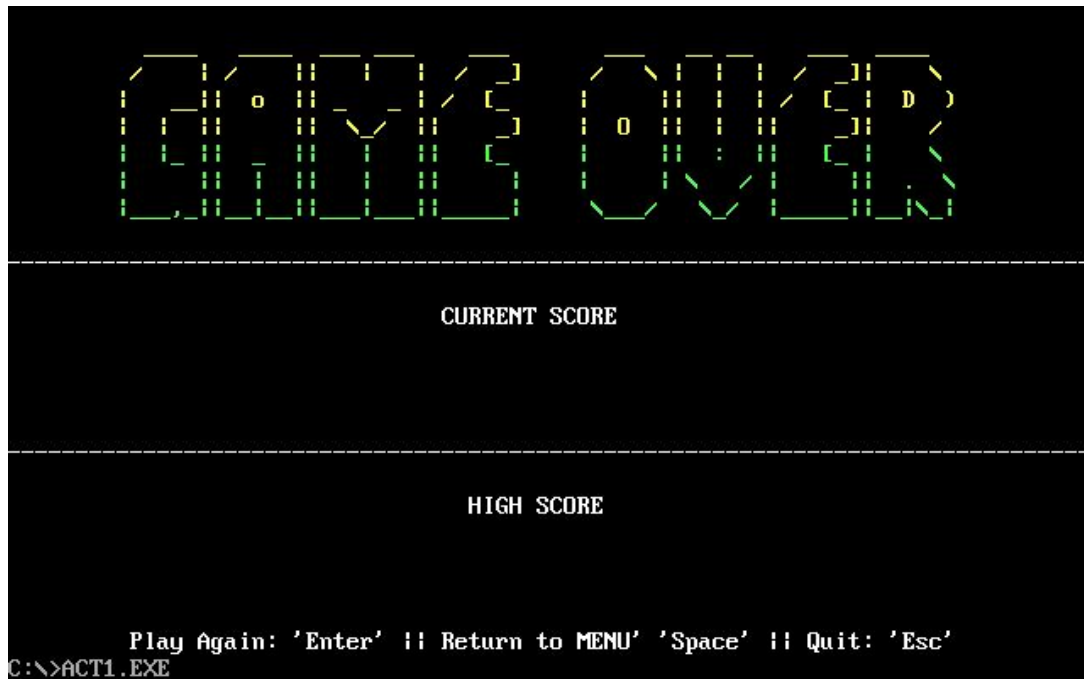 GAME OVER
CURRENT SCORE
HIGH SCORE
Play Again: 'Enter' || Return to MENU' 'Space' || Quit: 'Esc'
C:\>ACT1.EXE